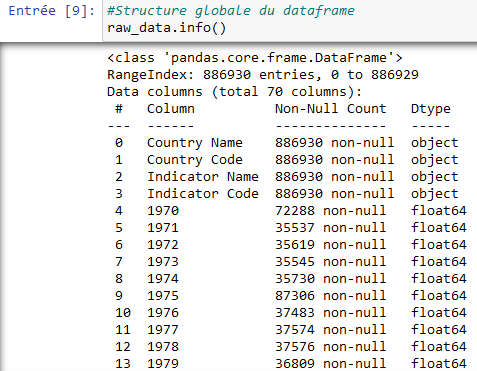 Entrée [9]: #Structure globale du dataframe
raw_data.info()
<class 'pandas.core.frame.DataFrame'>
RangeIndex: 886930 entries, 0 to 886929
Data columns (total 70 columns):
 #   Column          Non-Null Count   Dtype
---  ------          --------------   -----
 0   Country Name    886930 non-null  object
 1   Country Code    886930 non-null  object
 2   Indicator Name  886930 non-null  object
 3   Indicator Code  886930 non-null  object
 4   1970            72288 non-null   float64
 5   1971            35537 non-null   float64
 6   1972            35619 non-null   float64
 7   1973            35545 non-null   float64
 8   1974            35730 non-null   float64
 9   1975            87306 non-null   float64
 10  1976            37483 non-null   float64
 11  1977            37574 non-null   float64
 12  1978            37576 non-null   float64
 13  1979            36809 non-null   float64